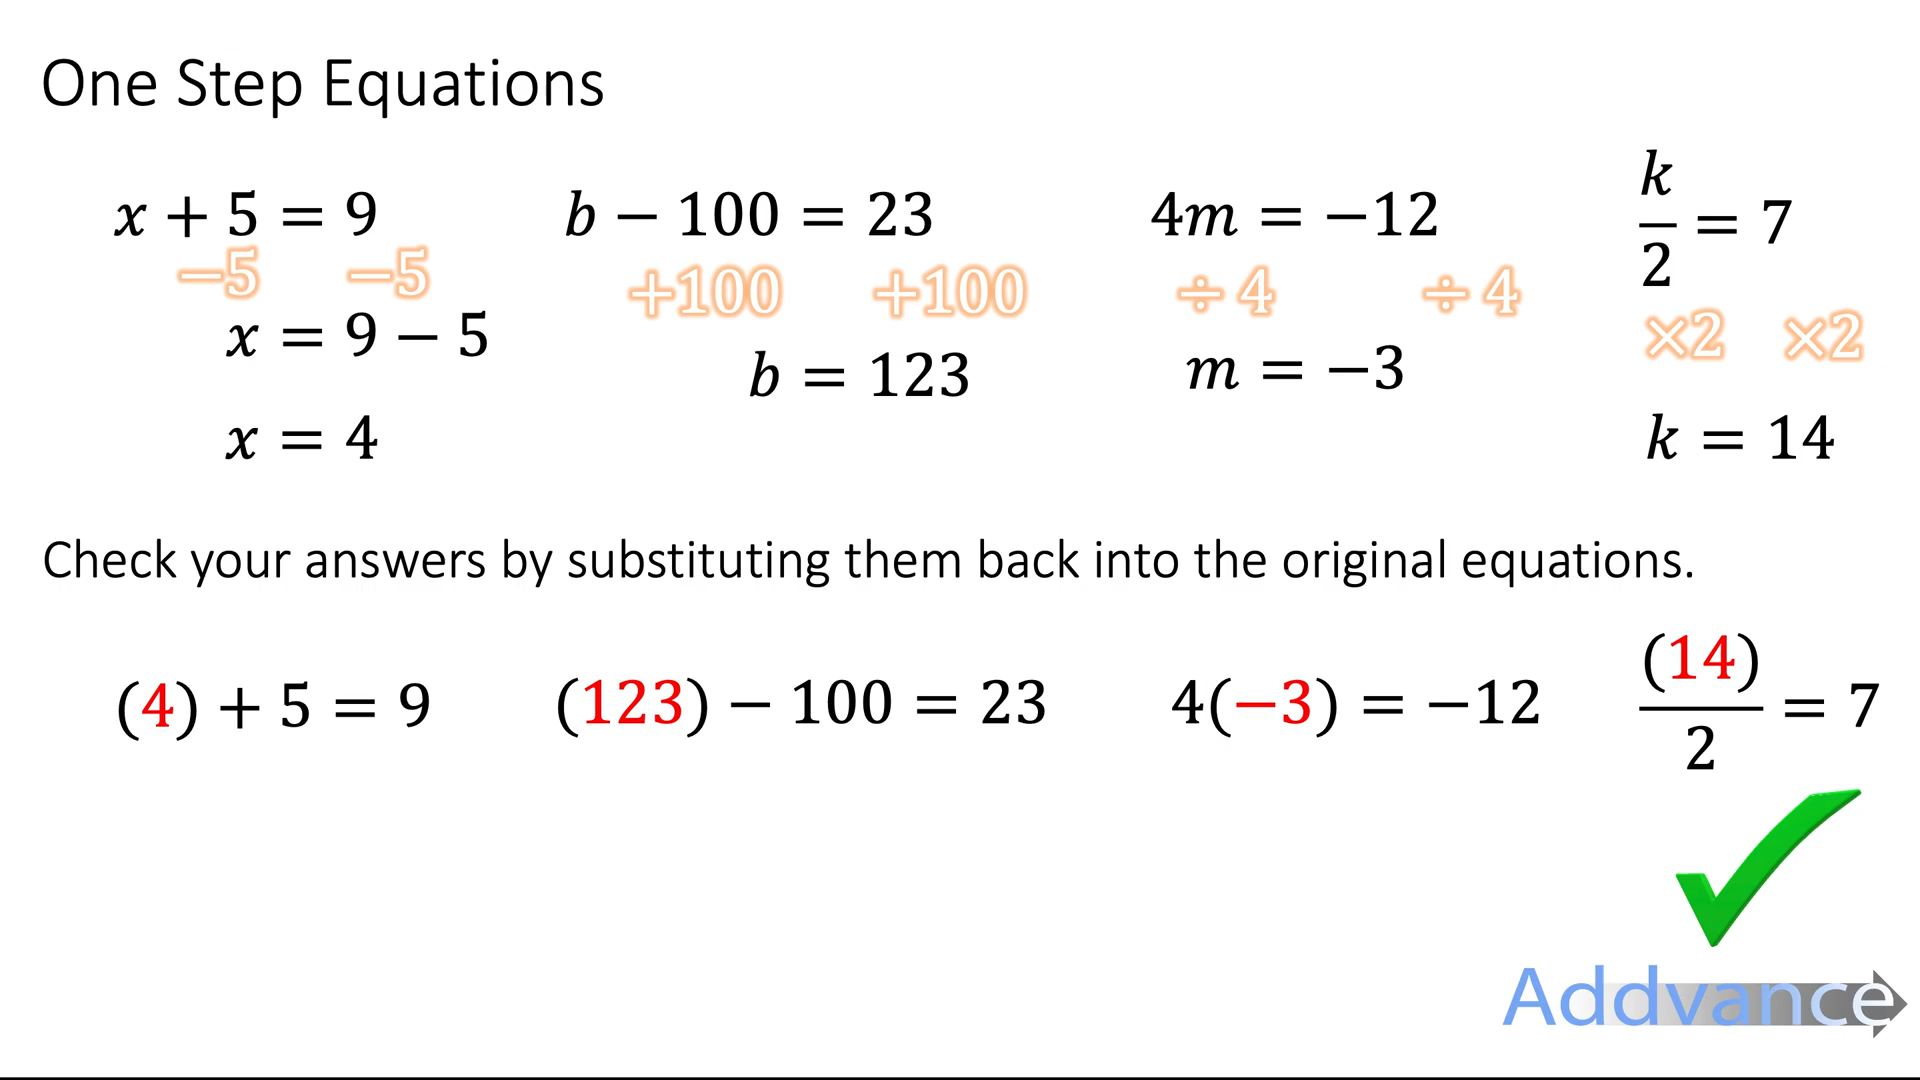 One Step Equations
x + 5 = 9
−5 −5
x = 9 − 5
x = 4
b − 100 = 23
+100 +100
b = 123
4m = −12
÷ 4 ÷ 4
m = −3
k/2 = 7
×2 ×2
k = 14
Check your answers by substituting them back into the original equations.
(4) + 5 = 9
(123) − 100 = 23
4(−3) = −12
(14)/2 = 7
Addvance